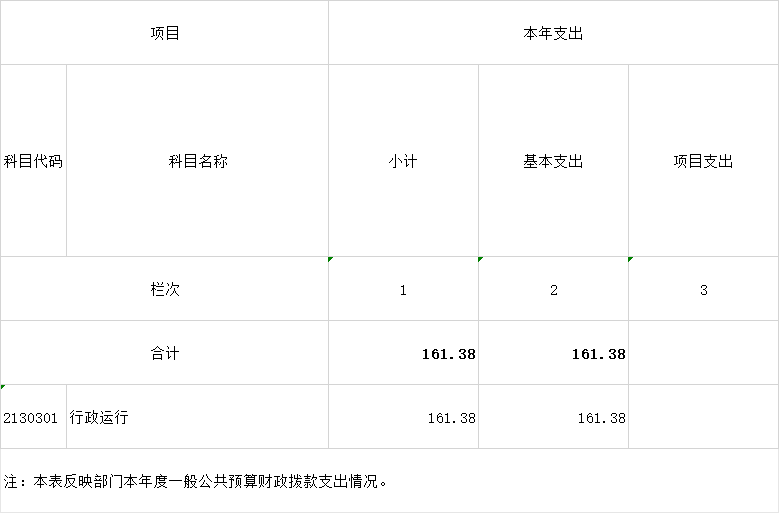 项目 本年支出
科目代码 科目名称 小计 基本支出 项目支出
栏次 1 2 3
合计 161.38 161.38
2130301 行政运行 161.38 161.38
注：本表反映部门本年度一般公共预算财政拨款支出情况。